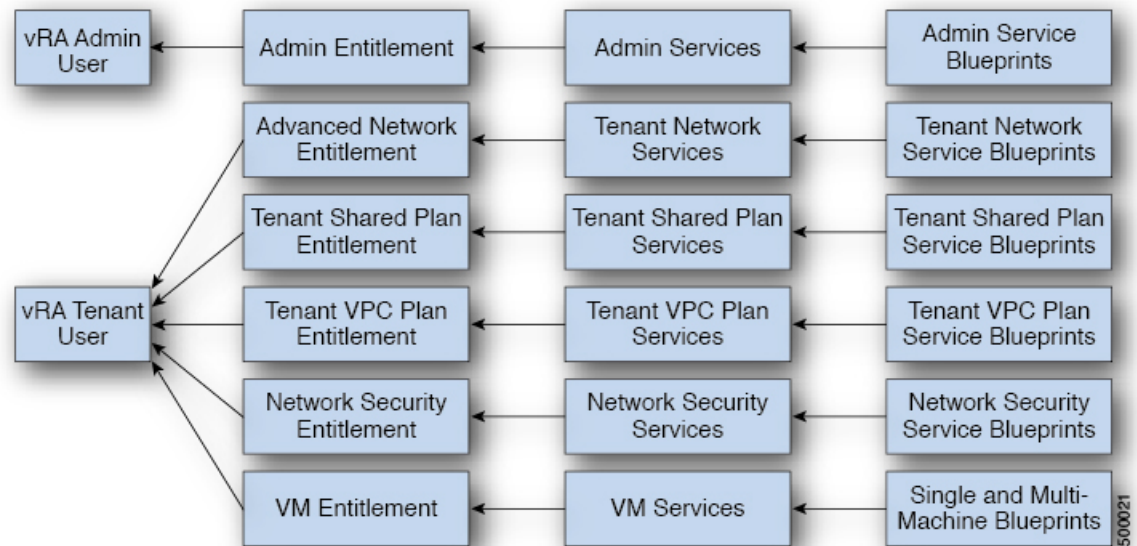 vRA Admin
User
Admin Entitlement
Admin Services
Admin Service
Blueprints
Advanced Network
Entitlement
Tenant Network
Services
Tenant Network
Service Blueprints
Tenant Shared Plan
Entitlement
Tenant Shared Plan
Services
Tenant Shared Plan
Service Blueprints
vRA Tenant
User
Tenant VPC Plan
Entitlement
Tenant VPC Plan
Services
Tenant VPC Plan
Service Blueprints
Network Security
Entitlement
Network Security
Services
Network Security
Service Blueprints
VM Entitlement
VM Services
Single and Multi-
Machine Blueprints
500021